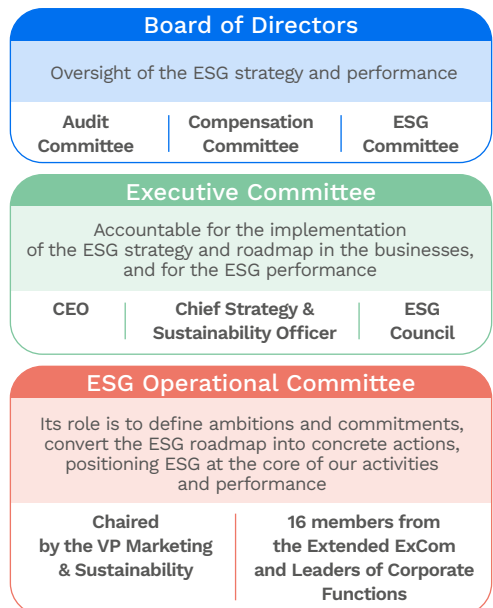 Board of Directors
Oversight of the ESG strategy and performance
Audit
Committee
Compensation
Committee
ESG
Committee
Executive Committee
Accountable for the implementation
of the ESG strategy and roadmap in the businesses,
and for the ESG performance
CEO
Chief Strategy &
Sustainability Officer
ESG
Council
ESG Operational Committee
Its role is to define ambitions and commitments,
convert the ESG roadmap into concrete actions,
positioning ESG at the core of our activities
and performance
Chaired
by the VP Marketing
& Sustainability
16 members from
the Extended ExCom
and Leaders of Corporate
Functions